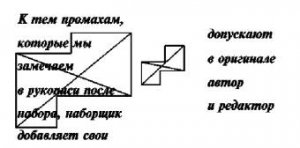 К тем промахам,
которые мы
замечаем
в рукописи после
набора, наборщик
добавляет свои
допускают
в оригинале
автор
и редактор